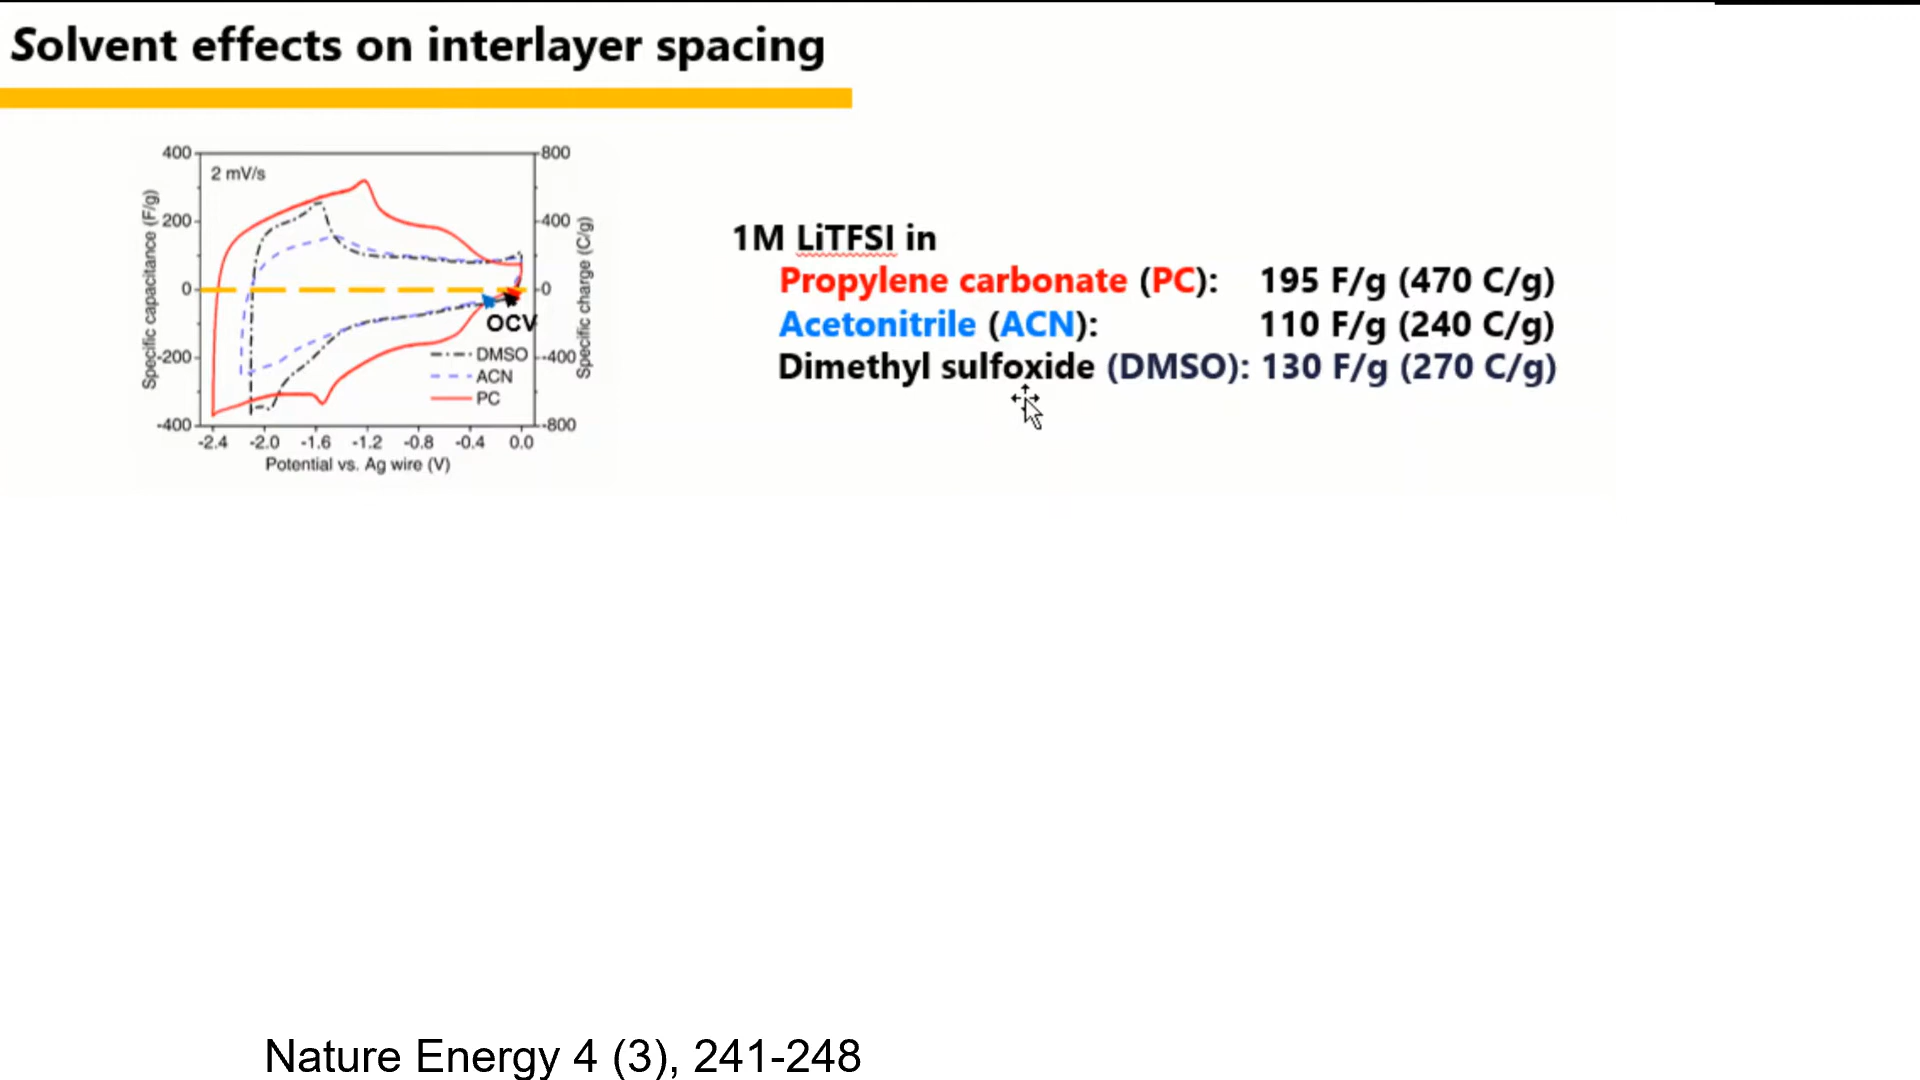 Solvent effects on interlayer spacing
400
200
0
-200
-400
Specific capacitance (F/g)
2 mV/s
800
400
0
-400
-800
Specific charge (C/g)
OCV
DMSO
ACN
PC
-2.4 -2.0 -1.6 -1.2 -0.8 -0.4 0.0
Potential vs. Ag wire (V)
1M LiTFSI in
Propylene carbonate (PC): 195 F/g (470 C/g)
Acetonitrile (ACN): 110 F/g (240 C/g)
Dimethyl sulfoxide (DMSO): 130 F/g (270 C/g)
Nature Energy 4 (3), 241-248